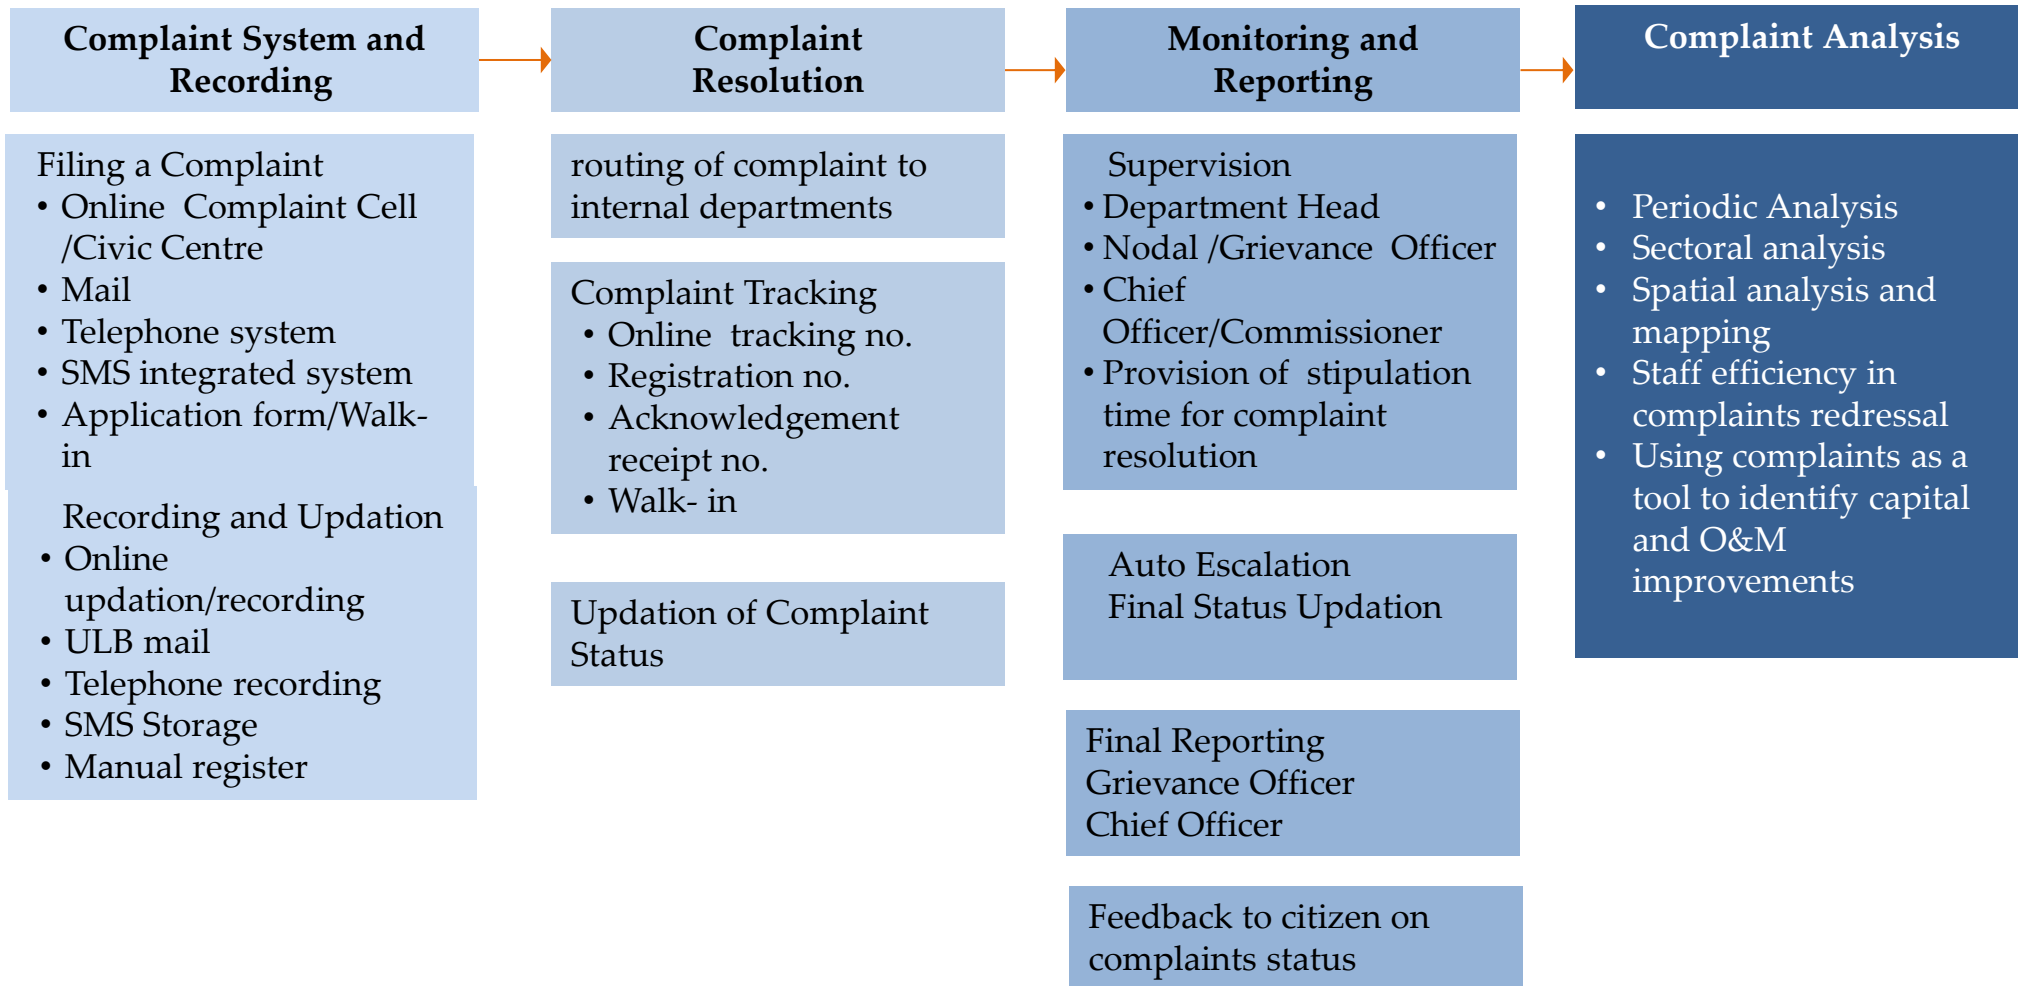 Complaint System and
Recording
Filing a Complaint
• Online Complaint Cell
/Civic Centre
• Mail
• Telephone system
• SMS integrated system
• Application form/Walk-
in
Recording and Updation
• Online
updation/recording
• ULB mail
• Telephone recording
• SMS Storage
• Manual register
Complaint
Resolution
routing of complaint to
internal departments
Complaint Tracking
• Online tracking no.
• Registration no.
• Acknowledgement
receipt no.
• Walk- in
Updation of Complaint
Status
Monitoring and
Reporting
Supervision
• Department Head
• Nodal /Grievance Officer
• Chief
Officer/Commissioner
• Provision of stipulation
time for complaint
resolution
Auto Escalation
Final Status Updation
Final Reporting
Grievance Officer
Chief Officer
Feedback to citizen on
complaints status
Complaint Analysis
• Periodic Analysis
• Sectoral analysis
• Spatial analysis and
mapping
• Staff efficiency in
complaints redressal
• Using complaints as a
tool to identify capital
and O&M
improvements